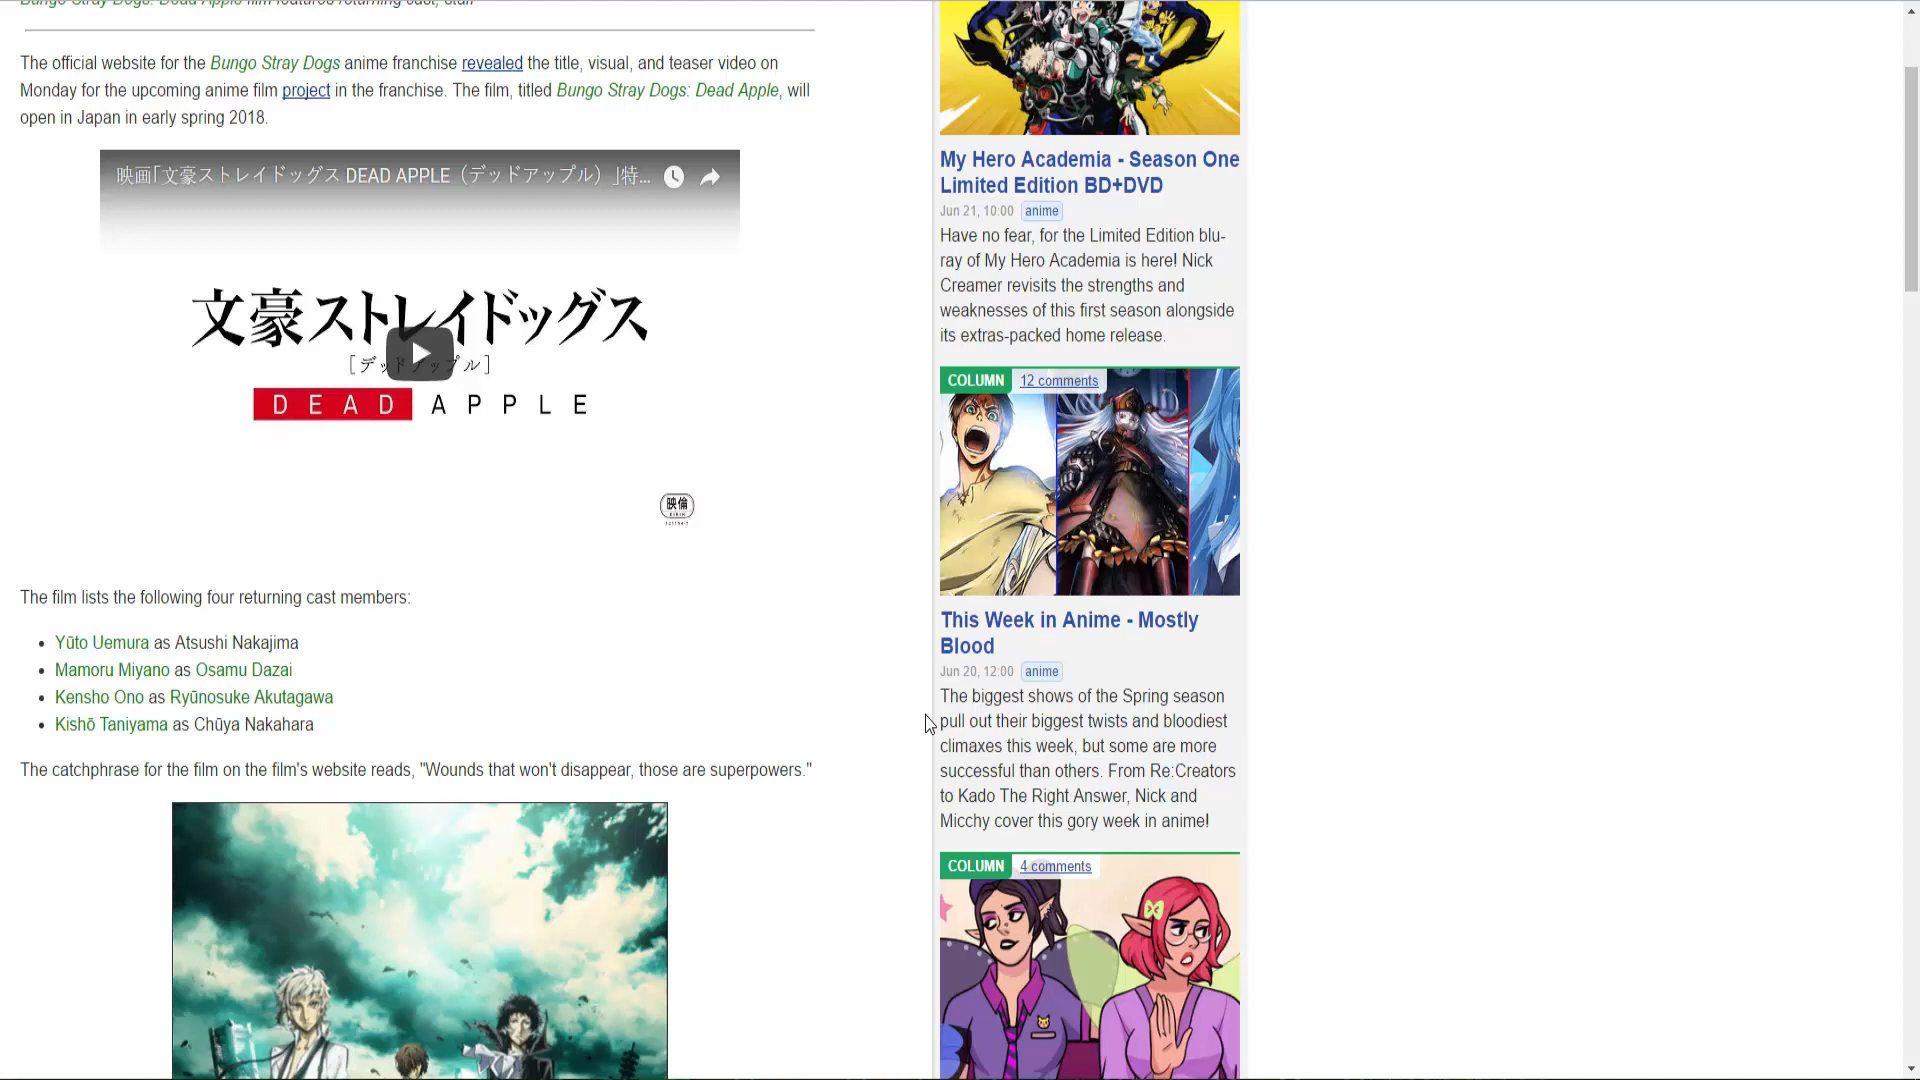 Bungo Stray Dogs: Dead Apple film features returning cast, staff
The official website for the Bungo Stray Dogs anime franchise revealed the title, visual, and teaser video on
Monday for the upcoming anime film project in the franchise. The film, titled Bungo Stray Dogs: Dead Apple, will
open in Japan in early spring 2018.
映画「文豪ストレイドッグス DEAD APPLE（デッドアップル）」特...
文豪ストレイドッグス
DEAD APPLE
映倫
The film lists the following four returning cast members:
Yūto Uemura as Atsushi Nakajima
Mamoru Miyano as Osamu Dazai
Kensho Ono as Ryūnosuke Akutagawa
Kishō Taniyama as Chūya Nakahara
The catchphrase for the film on the film's website reads, "Wounds that won't disappear, those are superpowers."
My Hero Academia - Season One
Limited Edition BD+DVD
Jun 21, 10:00 anime
Have no fear, for the Limited Edition blu-
ray of My Hero Academia is here! Nick
Creamer revisits the strengths and
weaknesses of this first season alongside
its extras-packed home release.
COLUMN 12 comments
This Week in Anime - Mostly
Blood
Jun 20, 12:00 anime
The biggest shows of the Spring season
pull out their biggest twists and bloodiest
climaxes this week, but some are more
successful than others. From Re:Creators
to Kado The Right Answer, Nick and
Micchy cover this gory week in anime!
COLUMN 4 comments